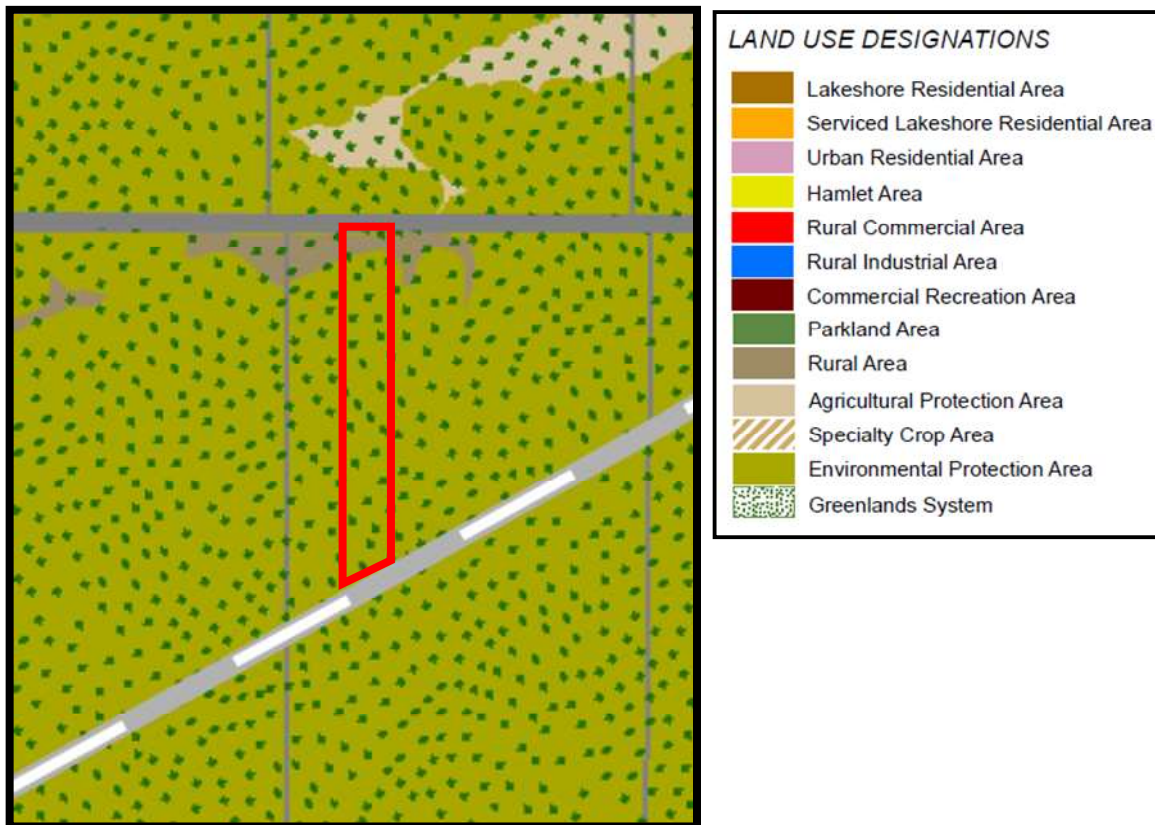 LAND USE DESIGNATIONS
Lakeshore Residential Area
Serviced Lakeshore Residential Area
Urban Residential Area
Hamlet Area
Rural Commercial Area
Rural Industrial Area
Commercial Recreation Area
Parkland Area
Rural Area
Agricultural Protection Area
Specialty Crop Area
Environmental Protection Area
Greenlands System